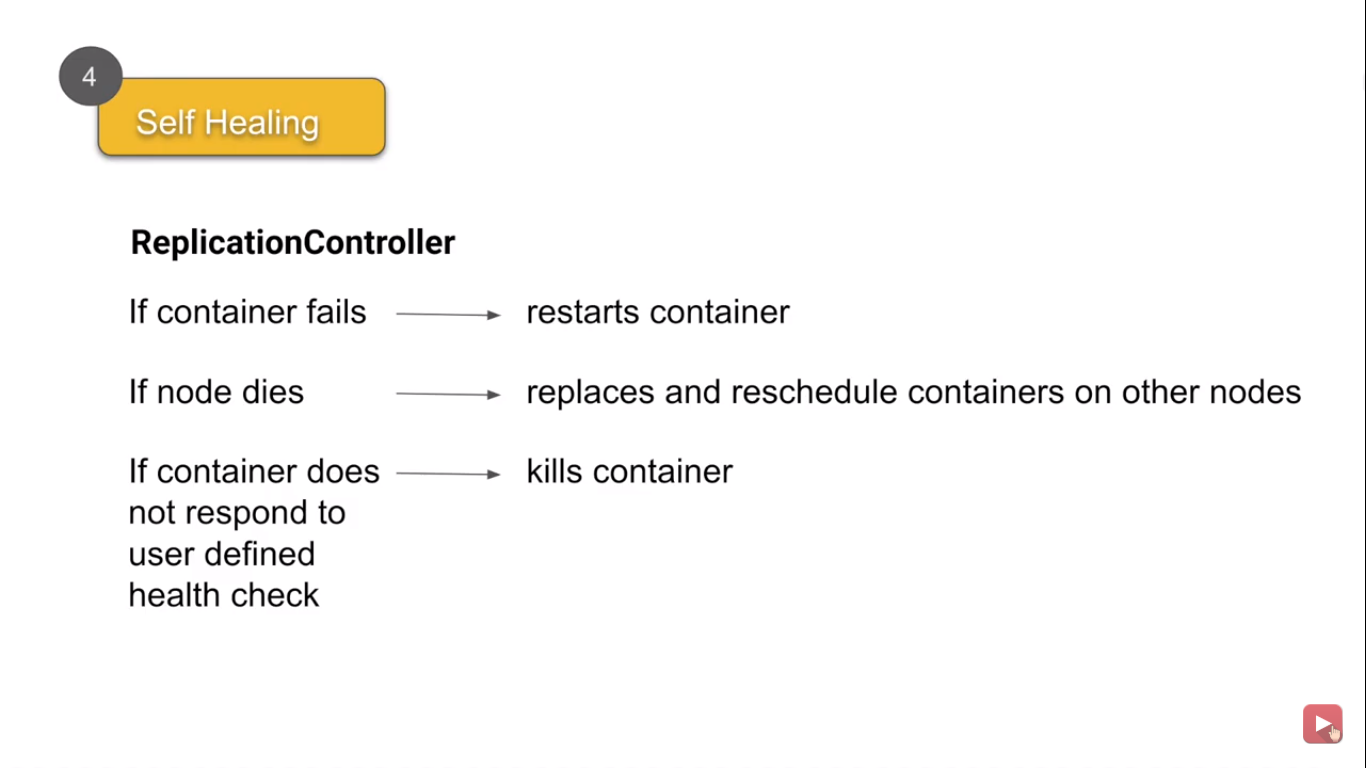 4
Self Healing
ReplicationController
If container fails restarts container
If node dies replaces and reschedule containers on other nodes
If container does kills container
not respond to
user defined
health check